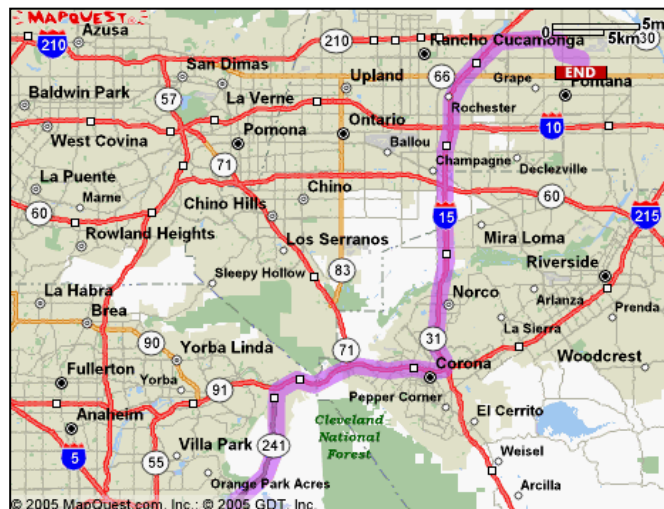 MAPQUEST
5mi
0
5km
30
210
Azusa
210
Rancho Cucamonga
END
San Dimas
66
Grape
Fontana
Upland
Baldwin Park
57
La Verne
Rochester
Ontario
10
West Covina
Pomona
Ballou
71
Champagne
Declezville
La Puente
Marne
Chino
60
60
Chino Hills
15
215
Rowland Heights
Los Serranos
Mira Loma
Riverside
Sleepy Hollow
83
La Habra
Norco
Arlanza
Prenda
Brea
La Sierra
90
31
Yorba Linda
71
Woodcrest
Fullerton
Yorba
91
Corona
Pepper Corner
Anaheim
Cleveland
National
Forest
El Cerrito
5
Villa Park
241
55
Weisel
Orange Park Acres
Arcilla
© 2005 MapQuest.com, Inc.; © 2005 GDT, Inc.